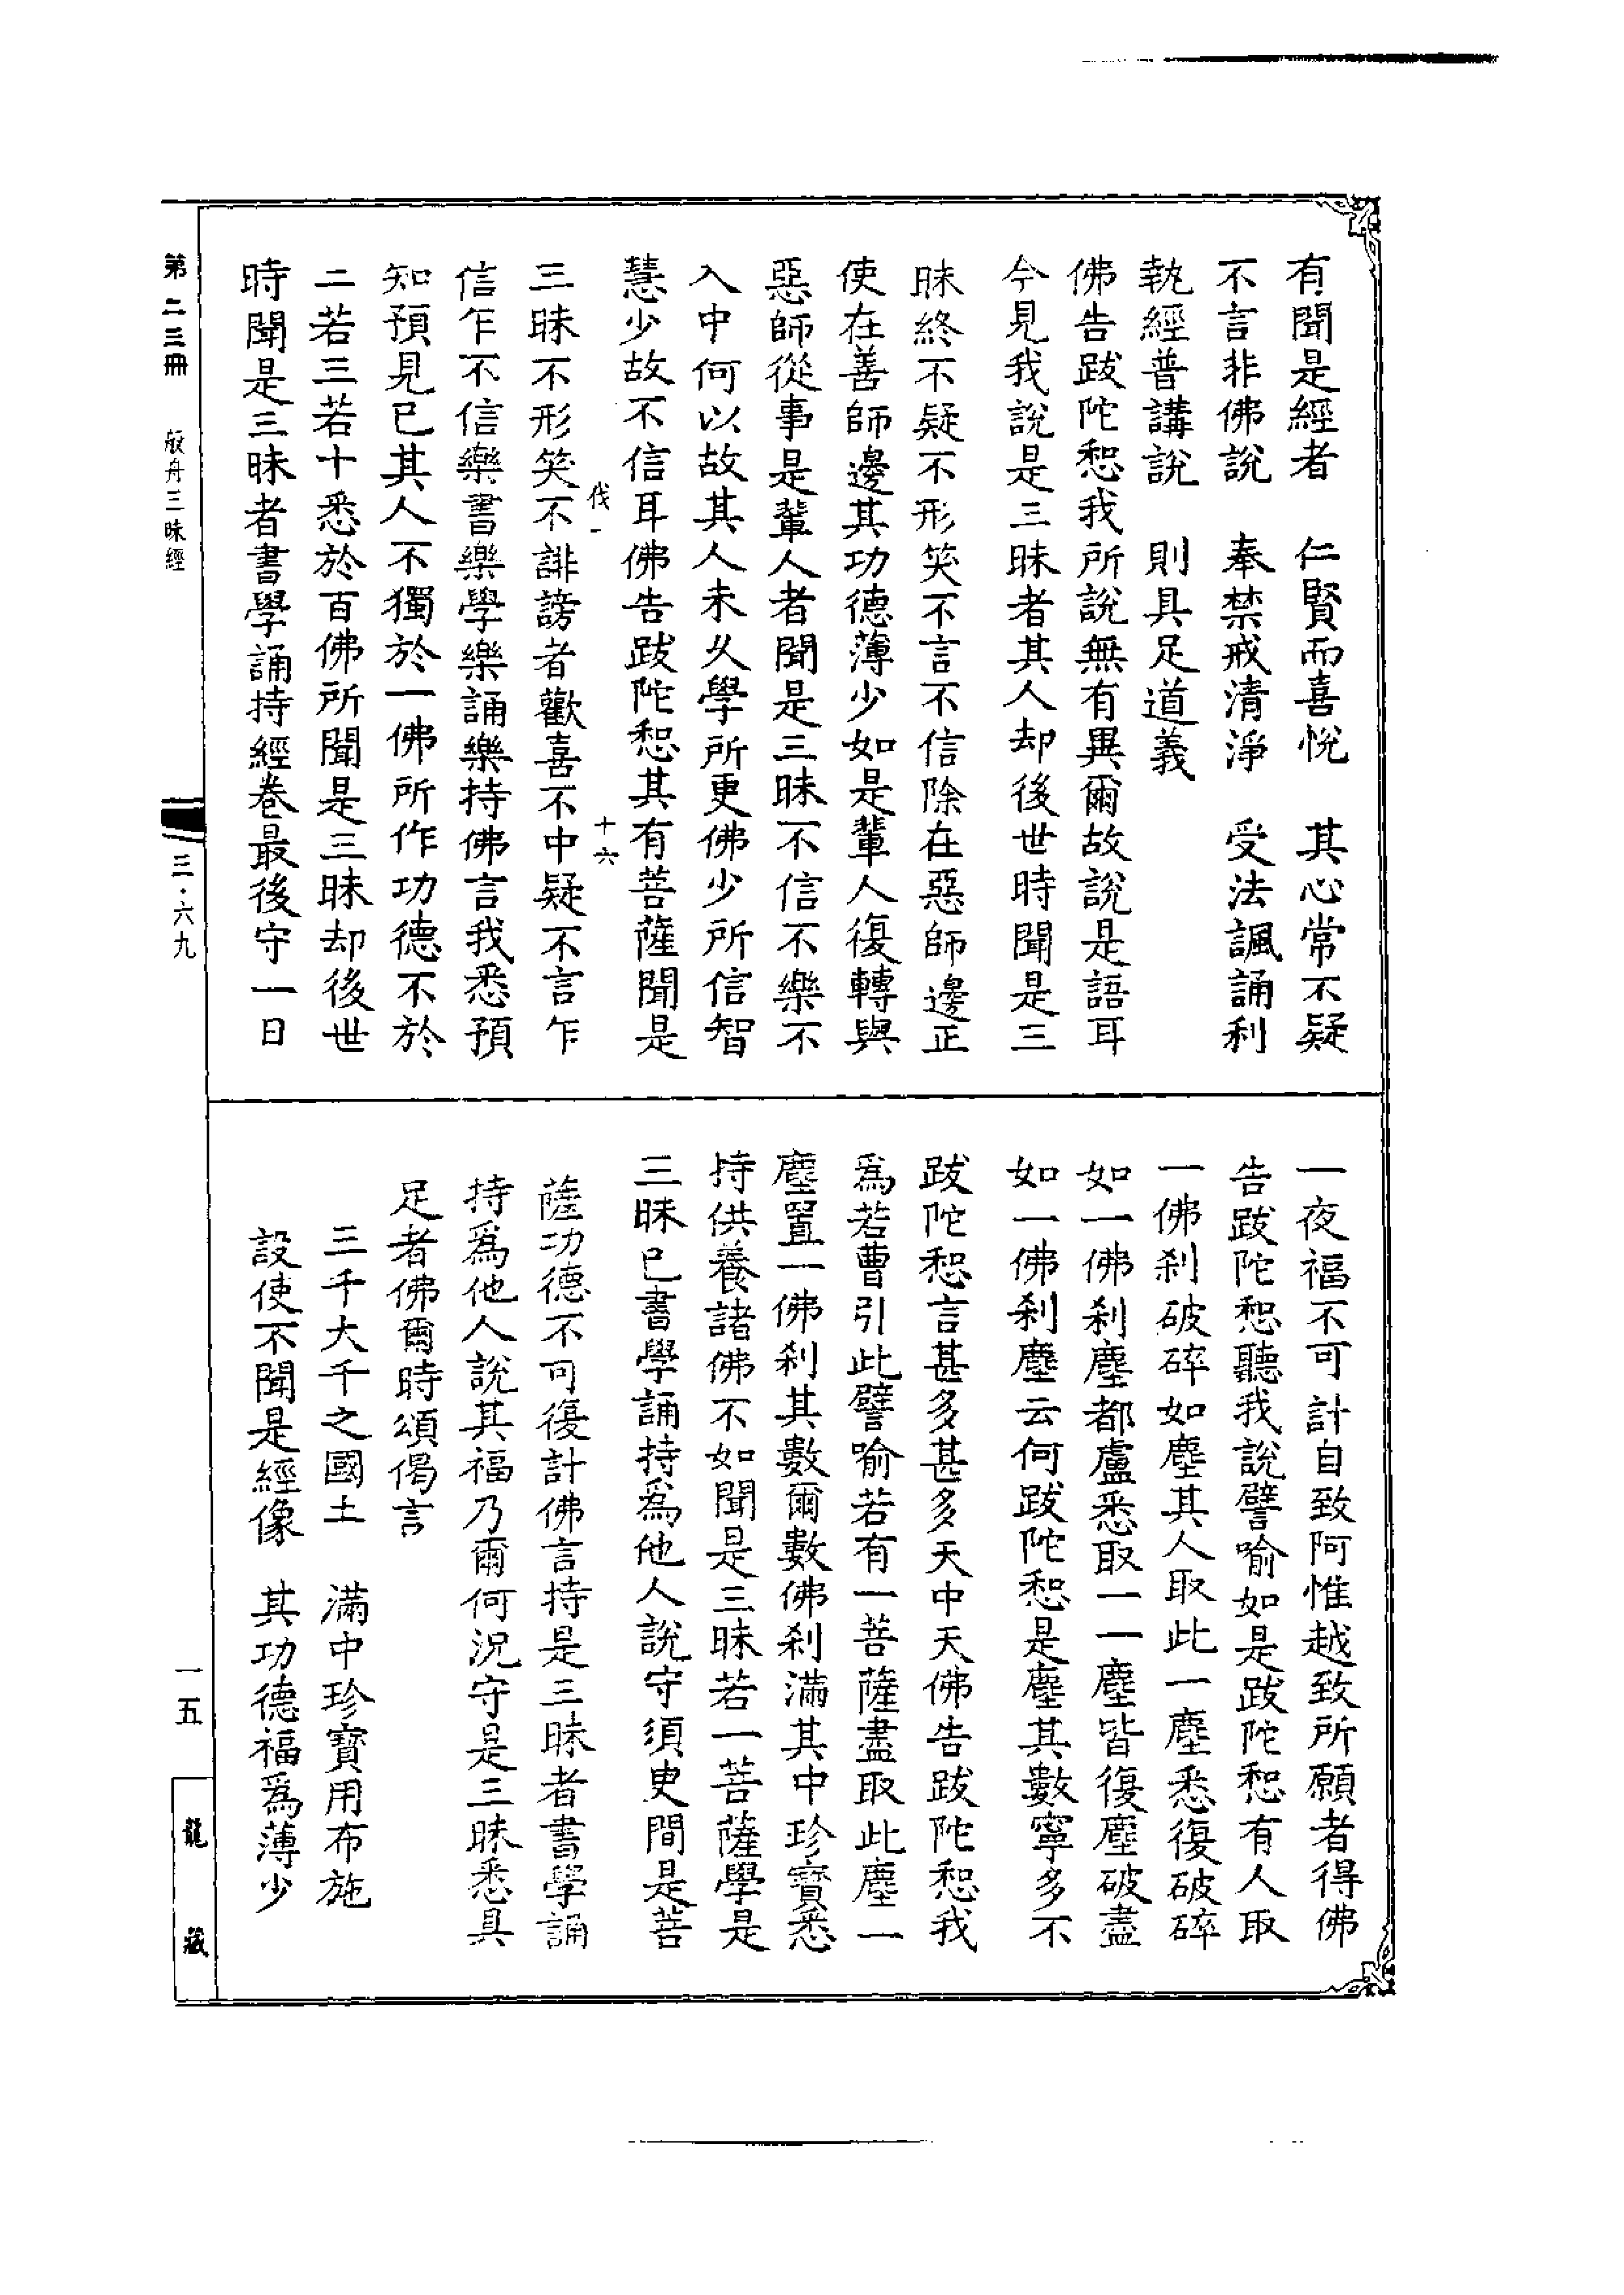 有聞是經者　仁賢而喜悅　其心常不疑
不言非佛說　奉禁戒清淨　受法諷誦利
執經普講說　則具足道義
佛告跋陀惒我所說無有異爾故說是語耳
今見我說是三昧者其人却後世時聞是三
昧終不疑不形笑不言不信除在惡師邊正
使在善師邊其功德薄少如是輩人復轉與
惡師從事是輩人者聞是三昧不信不樂不
入中何以故其人未久學所更佛少所信智
慧少故不信耳佛告跋陀惒其有菩薩聞是
伐一　十六
三昧不形笑不誹謗者歡喜不中疑不言乍
信乍不信樂書樂學樂誦樂持佛言我悉預
知預見已其人不獨於一佛所作功德不於
二若三若十悉於百佛所聞是三昧却後世
時聞是三昧者書學誦持經卷最後守一日
一夜福不可計自致阿惟越致所願者得佛
告跋陀惒聽我說譬喻如是跋陀惒有人取
一佛刹破碎如塵其人取此一塵悉復破碎
如一佛刹塵都盧悉取一一塵皆復塵破盡
如一佛刹塵云何跋陀惒是塵其數寧多不
跋陀惒言甚多甚多天中天佛告跋陀惒我
爲若曹引此譬喻若有一菩薩盡取此塵一
塵置一佛刹其數爾數佛刹滿其中珍寶悉
持供養諸佛不如聞是三昧若一菩薩學是
三昧已書學誦持爲他人說守須臾間是菩
薩功德不可復計佛言持是三昧者書學誦
持爲他人說其福乃爾何況守是三昧悉具
足者佛爾時頌偈言
三千大千之國土　滿中珍寶用布施
設使不聞是經像　其功德福爲薄少
第二三冊　般舟三昧經　三・六九　一五　龍藏